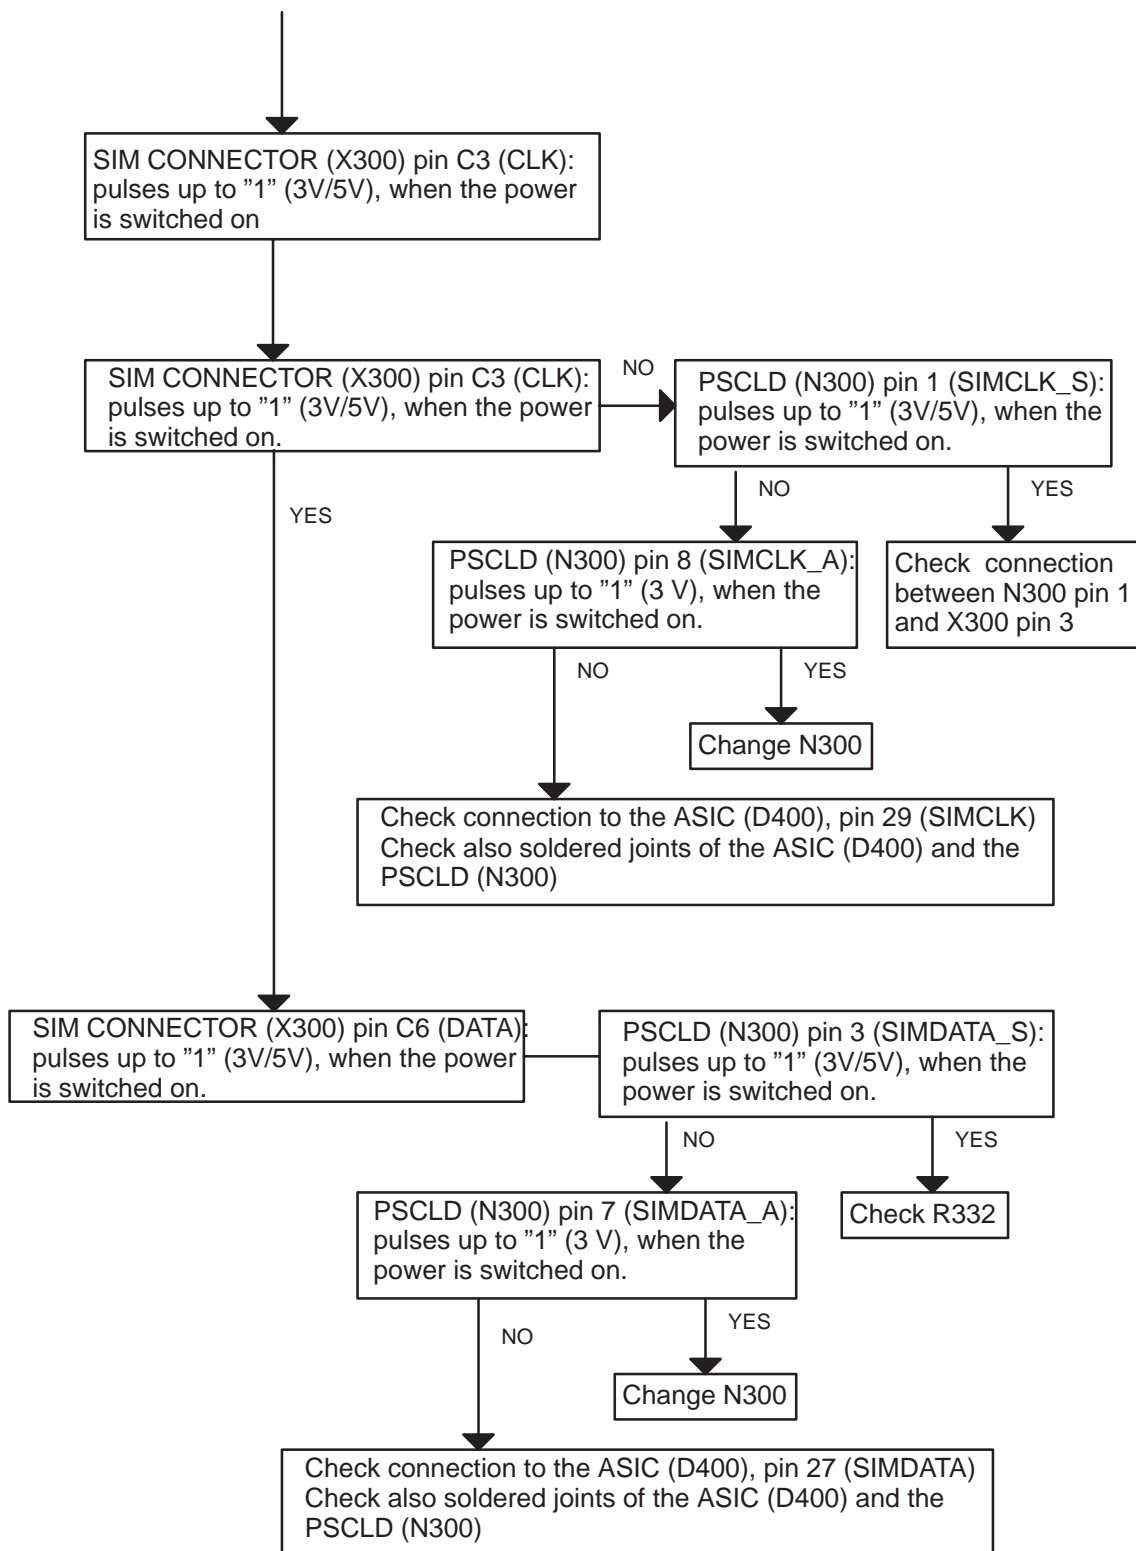 SIM CONNECTOR (X300) pin C3 (CLK):
pulses up to ”1” (3V/5V), when the power
is switched on
SIM CONNECTOR (X300) pin C3 (CLK):
pulses up to ”1” (3V/5V), when the power
is switched on.
NO
PSCLD (N300) pin 1 (SIMCLK_S):
pulses up to ”1” (3V/5V), when the
power is switched on.
YES
NO
YES
PSCLD (N300) pin 8 (SIMCLK_A):
pulses up to ”1” (3 V), when the
power is switched on.
Check connection
between N300 pin 1
and X300 pin 3
NO
YES
Change N300
Check connection to the ASIC (D400), pin 29 (SIMCLK)
Check also soldered joints of the ASIC (D400) and the
PSCLD (N300)
SIM CONNECTOR (X300) pin C6 (DATA):
pulses up to ”1” (3V/5V), when the power
is switched on.
PSCLD (N300) pin 3 (SIMDATA_S):
pulses up to ”1” (3V/5V), when the
power is switched on.
NO
YES
PSCLD (N300) pin 7 (SIMDATA_A):
pulses up to ”1” (3 V), when the
power is switched on.
Check R332
NO
YES
Change N300
Check connection to the ASIC (D400), pin 27 (SIMDATA)
Check also soldered joints of the ASIC (D400) and the
PSCLD (N300)